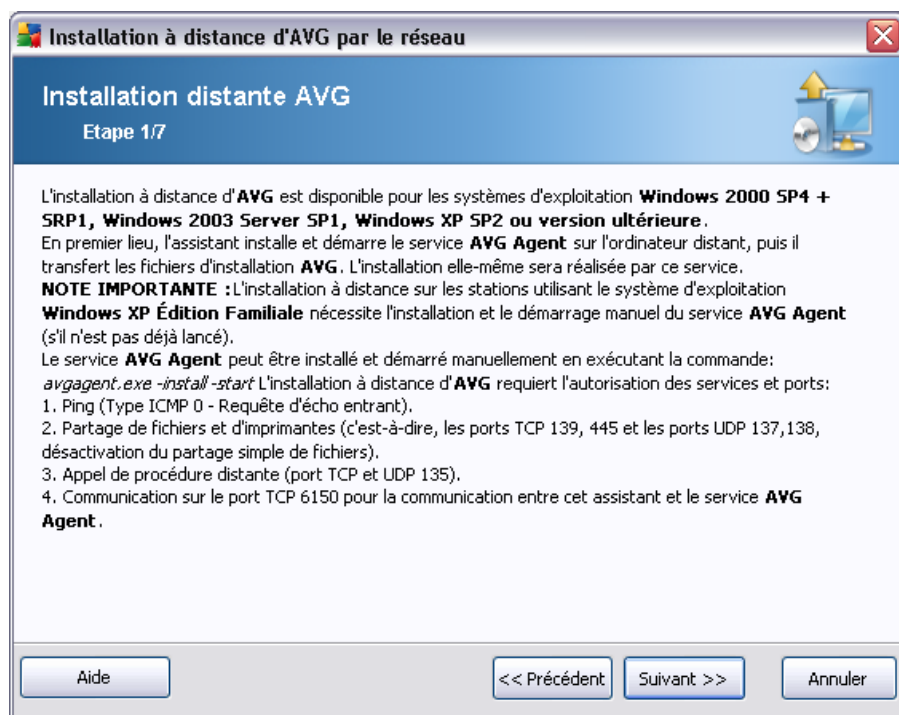 Installation à distance d'AVG par le réseau
Installation distante AVG
Etape 1/7
L'installation à distance d'AVG est disponible pour les systèmes d'exploitation Windows 2000 SP4 +
SRP1, Windows 2003 Server SP1, Windows XP SP2 ou version ultérieure.
En premier lieu, l'assistant installe et démarre le service AVG Agent sur l'ordinateur distant, puis il
transfert les fichiers d'installation AVG. L'installation elle-même sera réalisée par ce service.
NOTE IMPORTANTE :L'installation à distance sur les stations utilisant le système d'exploitation
Windows XP Édition Familiale nécessite l'installation et le démarrage manuel du service AVG Agent
(s'il n'est pas déjà lancé).
Le service AVG Agent peut être installé et démarré manuellement en exécutant la commande:
avgagent.exe -install -start L'installation à distance d'AVG requiert l'autorisation des services et ports:
1. Ping (Type ICMP 0 - Requête d'écho entrant).
2. Partage de fichiers et d'imprimantes (c'est-à-dire, les ports TCP 139, 445 et les ports UDP 137,138,
désactivation du partage simple de fichiers).
3. Appel de procédure distante (port TCP et UDP 135).
4. Communication sur le port TCP 6150 pour la communication entre cet assistant et le service AVG
Agent.
Aide
<< Précédent
Suivant >>
Annuler